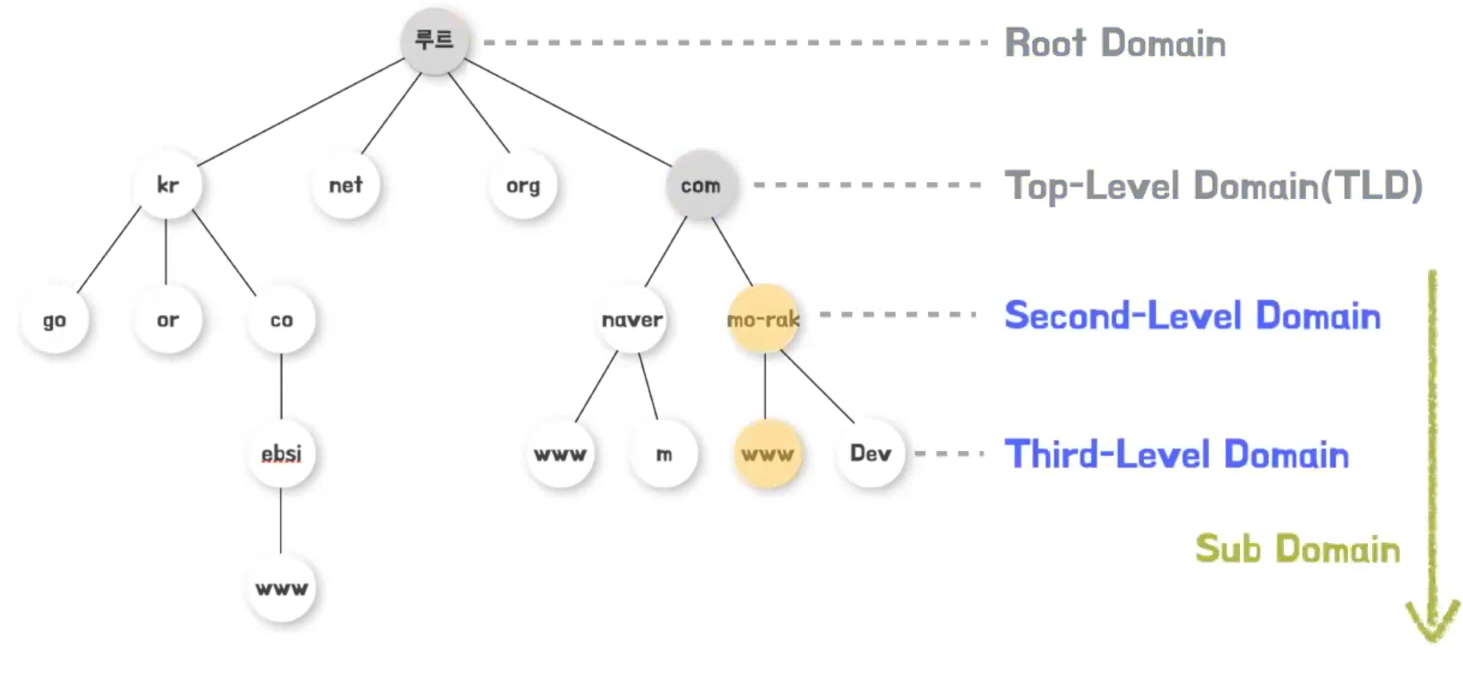 루트
Root Domain
kr
net
org
com
Top-Level Domain(TLD)
go
or
co
naver
mo-rak
Second-Level Domain
ebsi
www
m
www
Dev
Third-Level Domain
Sub Domain
www